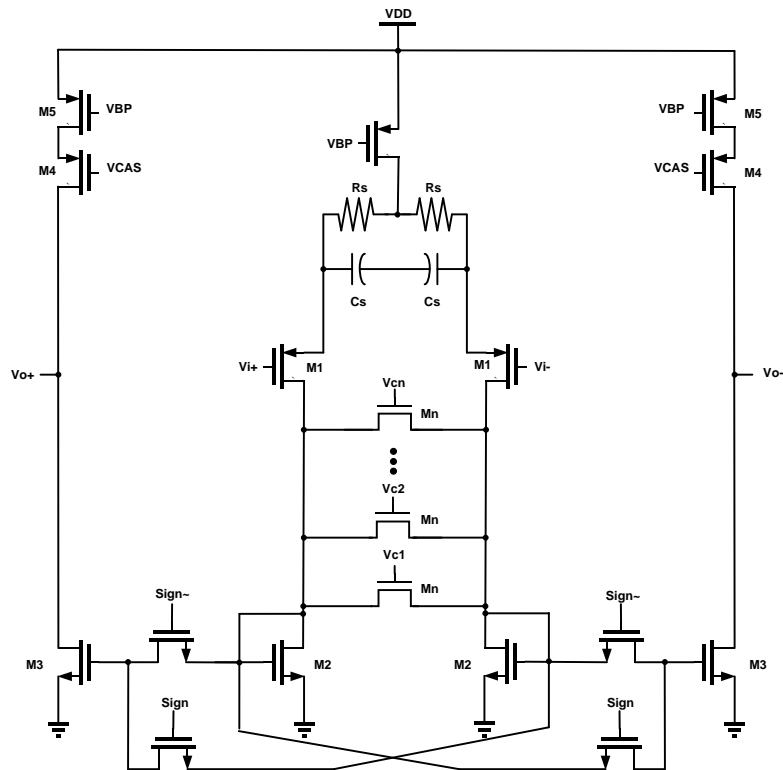 VDD
M5 VBP VBP M5
VBP
M4 VCAS VCAS M4
Rs Rs
Cs Cs
Vi+ M1 M1 Vi-
Vo+ Vo-
Vcn
Mn
Vc2
Mn
Vc1
Mn
Sign~ Sign~
M3 M2 M2 M3
Sign Sign